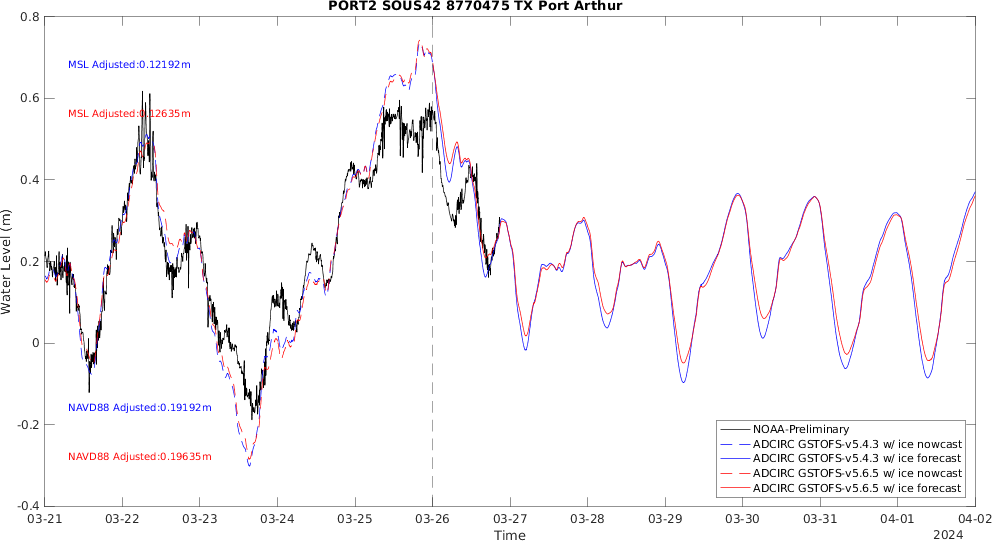 PORT2 SOUS42 8770475 TX Port Arthur
0.8
0.6
0.4
0.2
0
-0.2
-0.4
Water Level (m)
MSL Adjusted:0.12192m
MSL Adjusted:0.12635m
NAVD88 Adjusted:0.19192m
NAVD88 Adjusted:0.19635m
NOAA-Preliminary
ADCIRC GSTOFS-v5.4.3 w/ ice nowcast
ADCIRC GSTOFS-v5.4.3 w/ ice forecast
ADCIRC GSTOFS-v5.6.5 w/ ice nowcast
ADCIRC GSTOFS-v5.6.5 w/ ice forecast
03-21 03-22 03-23 03-24 03-25 03-26 03-27 03-28 03-29 03-30 03-31 04-01 04-02
Time
2024